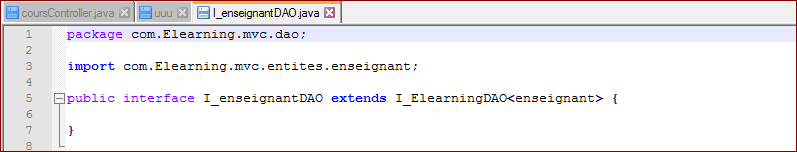 coursController.java uuu I_enseignantDAO.java
1 package com.Elearning.mvc.dao;
2
3 import com.Elearning.mvc.entites.enseignant;
4
5 public interface I_enseignantDAO extends I_ElearningDAO<enseignant> {
6
7 }
8